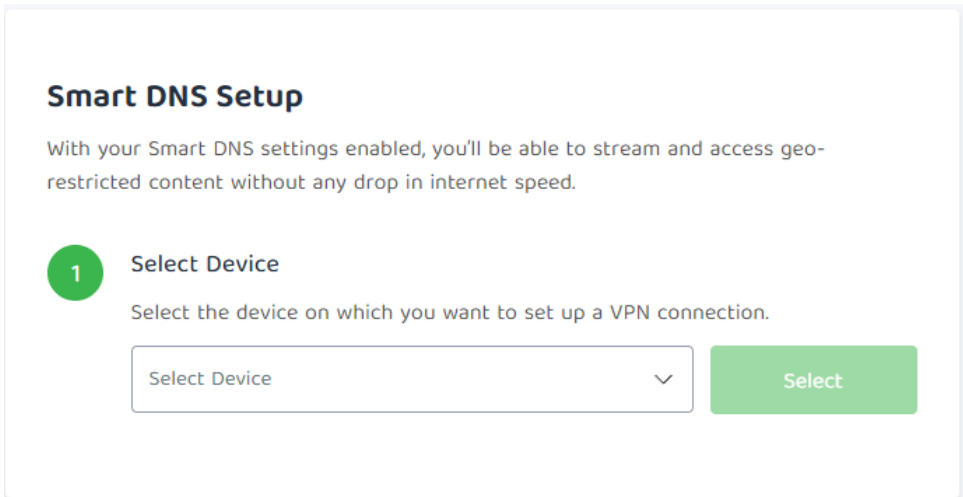 Smart DNS Setup
With your Smart DNS settings enabled, you'll be able to stream and access geo-
restricted content without any drop in internet speed.
1
Select Device
Select the device on which you want to set up a VPN connection.
Select Device
Select